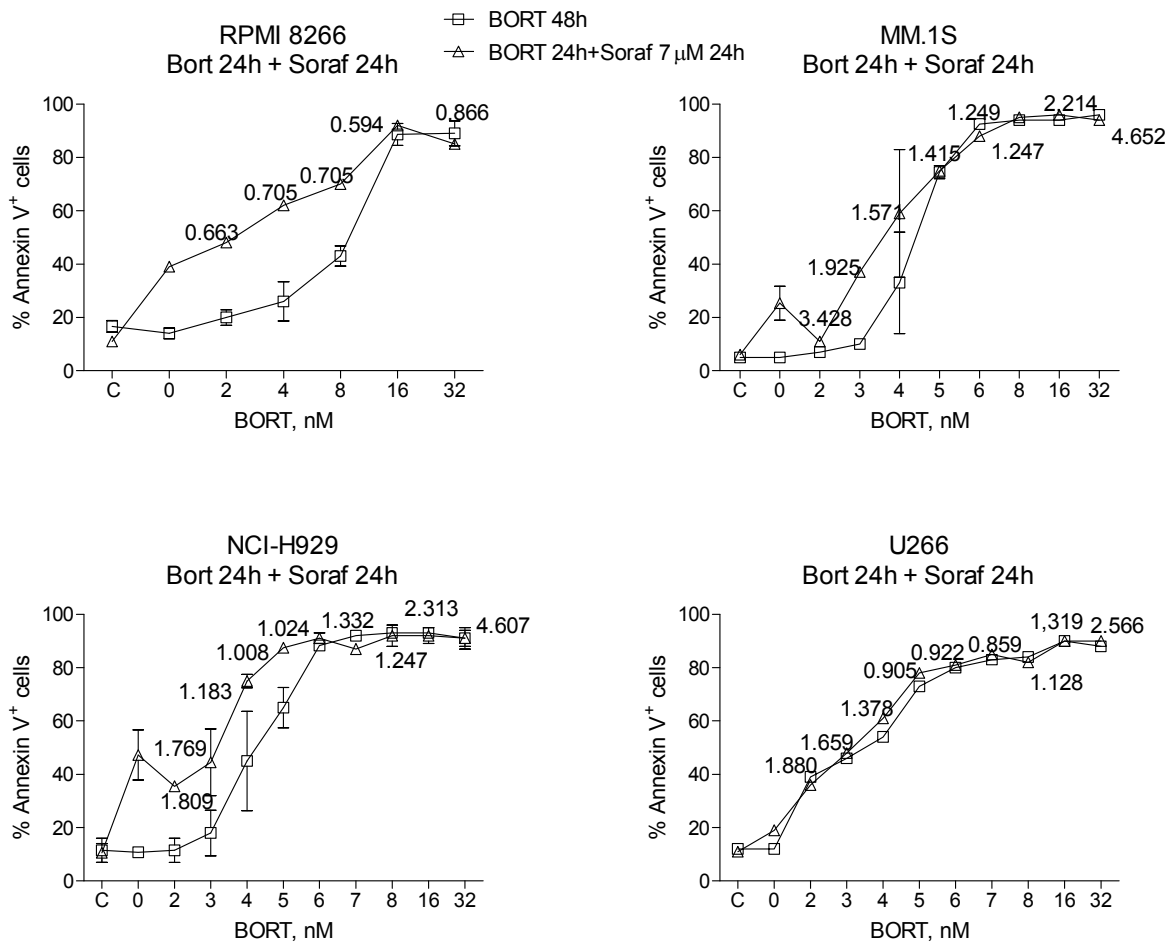 BORT 48h
BORT 24h+Soraf 7 μM 24h
RPMI 8266
Bort 24h + Soraf 24h
% Annexin V+ cells
100
80
60
40
20
0
0.663
0.705
0.705
0.594
0.866
C 0 2 4 8 16 32
BORT, nM
MM.1S
Bort 24h + Soraf 24h
% Annexin V+ cells
100
80
60
40
20
0
3.428
1.925
1.571
1.415
1.249
1.247
2.214
4.652
C 0 2 3 4 5 6 8 16 32
BORT, nM
NCI-H929
Bort 24h + Soraf 24h
% Annexin V+ cells
100
80
60
40
20
0
1.809
1.769
1.183
1.008
1.024
1.332
1.247
2.313
4.607
C 0 2 3 4 5 6 7 8 16 32
BORT, nM
U266
Bort 24h + Soraf 24h
% Annexin V+ cells
100
80
60
40
20
0
1.880
1.659
1.378
0.905
0.922
0.859
1.128
1,319
2.566
C 0 2 3 4 5 6 7 8 16 32
BORT, nM